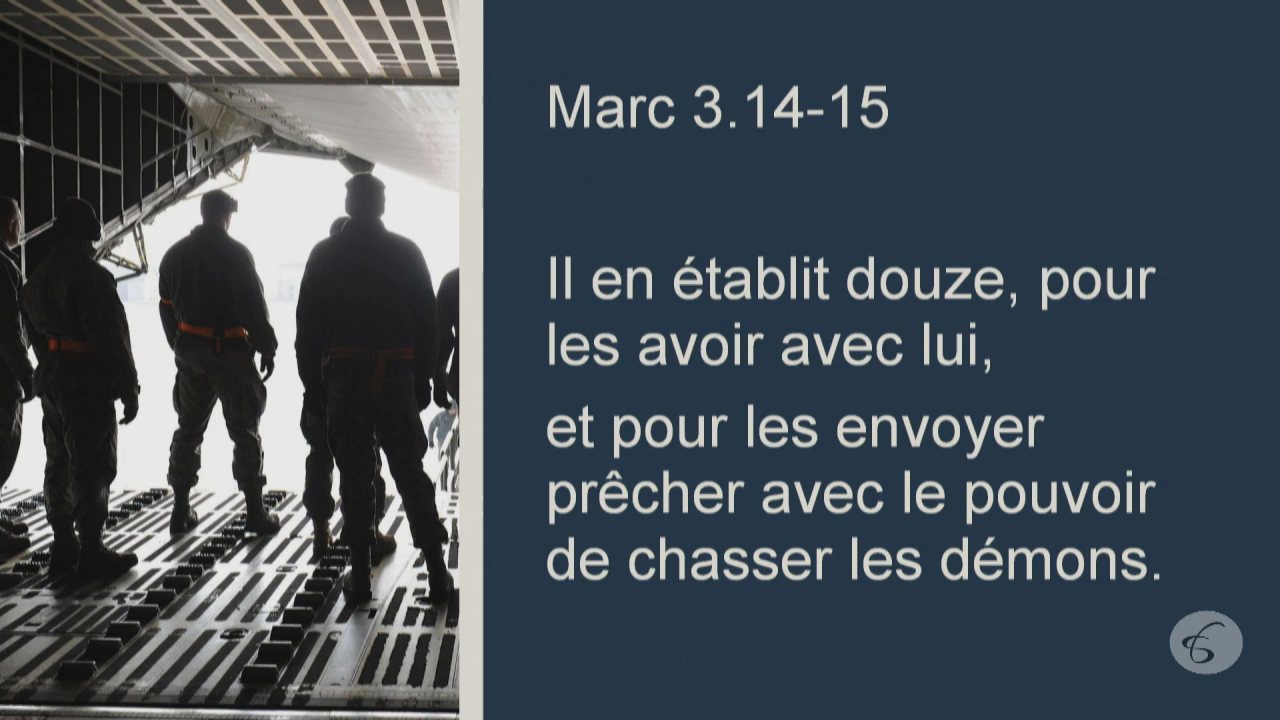 Marc 3.14-15
Il en établit douze, pour
les avoir avec lui,
et pour les envoyer
prêcher avec le pouvoir
de chasser les démons.